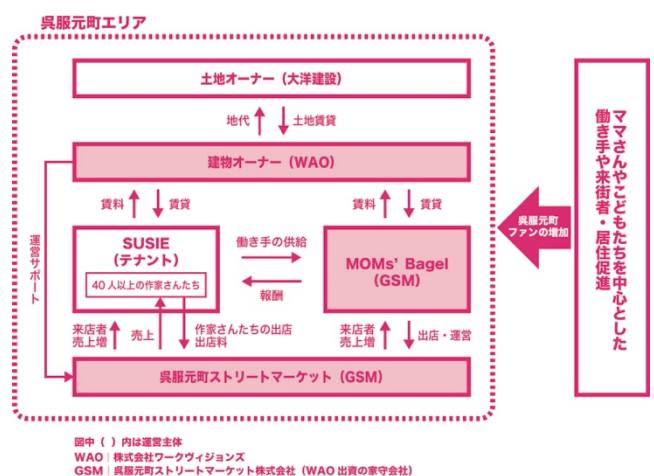 呉服元町エリア
土地オーナー（大洋建設）
地代
土地賃貸
建物オーナー（WAO）
賃料
賃貸
賃料
賃貸
運営サポート
SUSIE
（テナント）
40人以上の作家さんたち
働き手の供給
報酬
MOMs’ Bagel
（GSM）
来店者
売上増
売上
作家さんたちの出店
出店料
来店者
売上増
出店・運営
呉服元町ストリートマーケット（GSM）
呉服元町
ファンの増加
ママさんやこどもたちを中心とした
働き手や来街者・居住促進
図中（ ）内は運営主体
WAO｜株式会社ワークヴィジョンズ
GSM｜呉服元町ストリートマーケット株式会社（WAO 出資の家守会社）